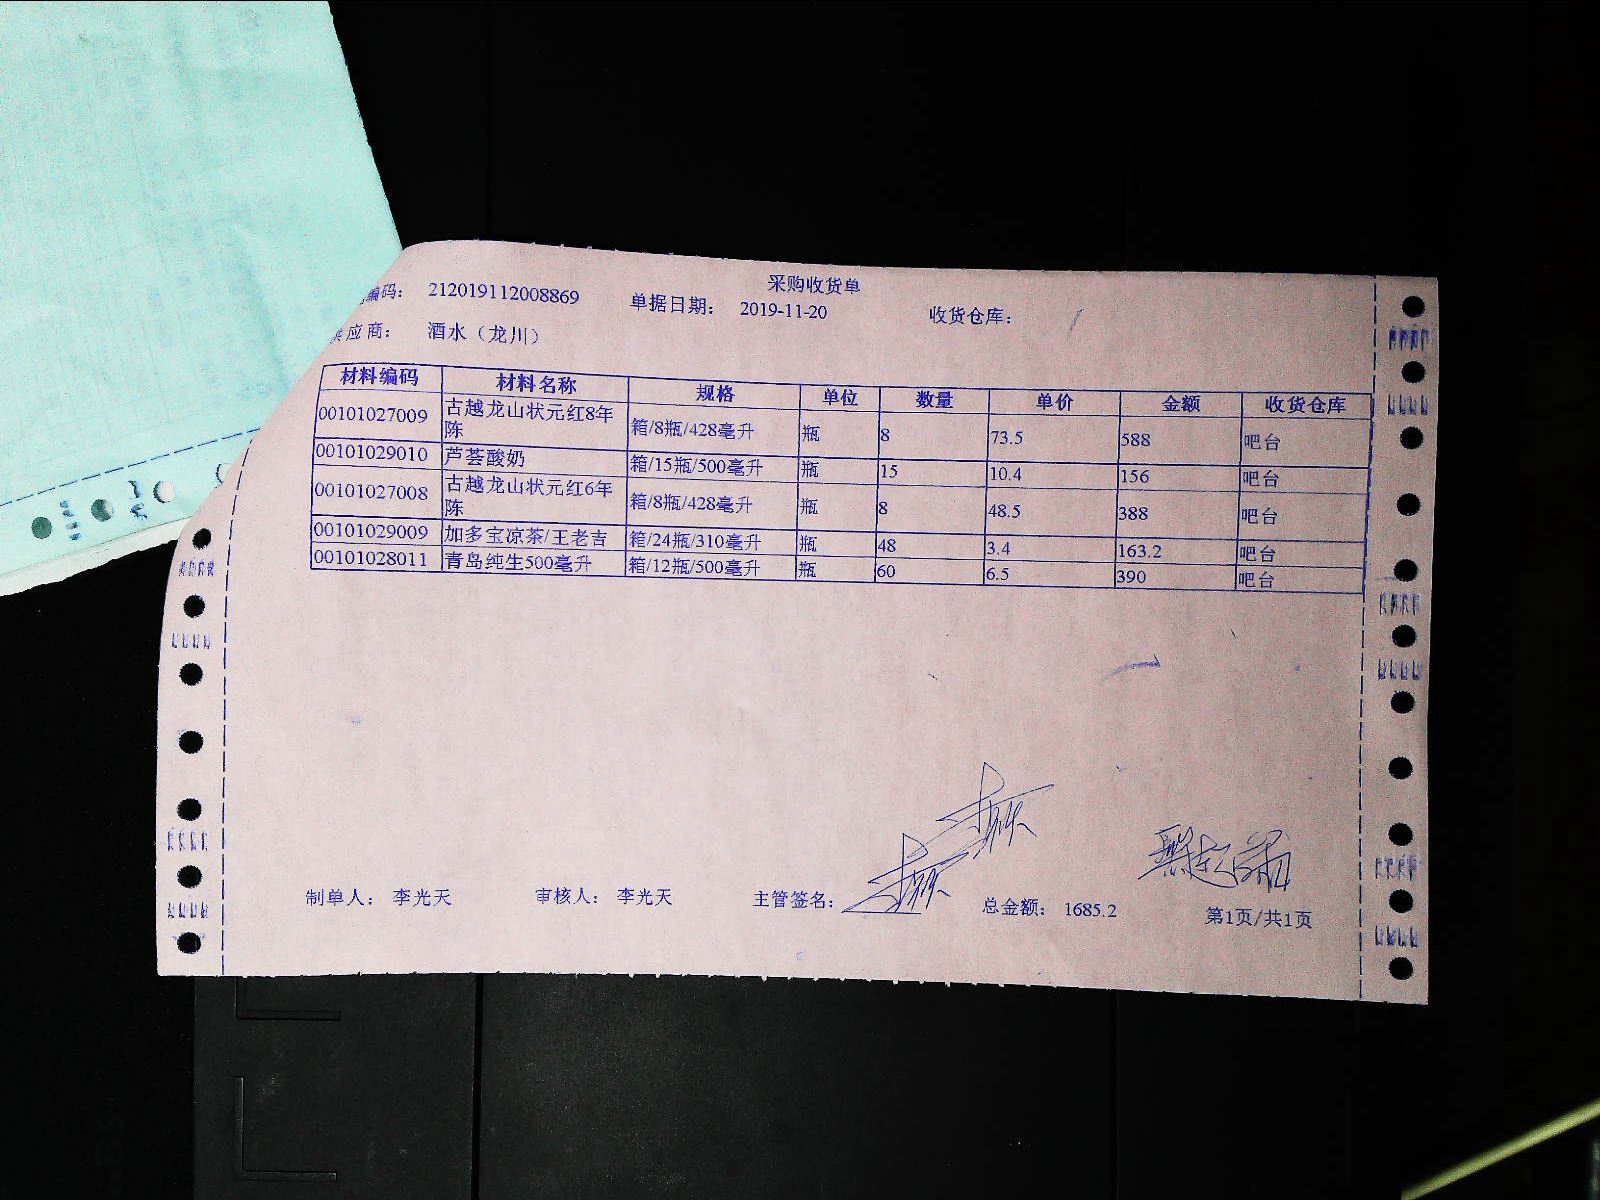 采购收货单
编码： 212019112008869 单据日期： 2019-11-20 收货仓库：
应商： 酒水（龙川）
材料编码 材料名称 规格 单位 数量 单价 金额 收货仓库
00101027009 古越龙山状元红8年陈 箱/8瓶/428毫升 瓶 8 73.5 588 吧台
00101029010 芦荟酸奶 箱/15瓶/500毫升 瓶 15 10.4 156 吧台
00101027008 古越龙山状元红6年陈 箱/8瓶/428毫升 瓶 8 48.5 388 吧台
00101029009 加多宝凉茶/王老吉 箱/24瓶/310毫升 瓶 48 3.4 163.2 吧台
00101028011 青岛纯生500毫升 箱/12瓶/500毫升 瓶 60 6.5 390 吧台
制单人： 李光天 审核人： 李光天 主管签名： 总金额： 1685.2 第1页/共1页